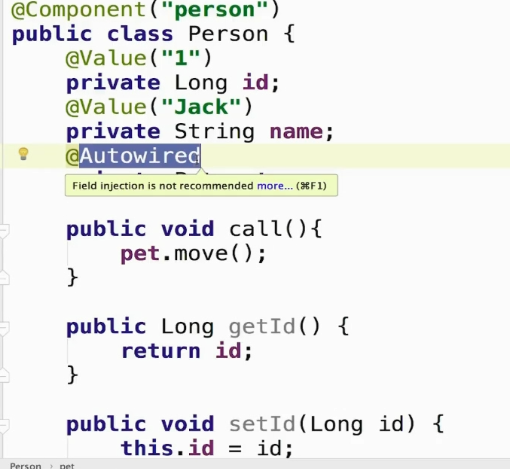 @Component("person")
public class Person {
@Value("1")
private Long id;
@Value("Jack")
private String name;
@Autowired
Field injection is not recommended more... (⌘F1)
public void call(){
pet.move();
}
public Long getId() {
return id;
}
public void setId(Long id) {
this.id = id;
Person › pet